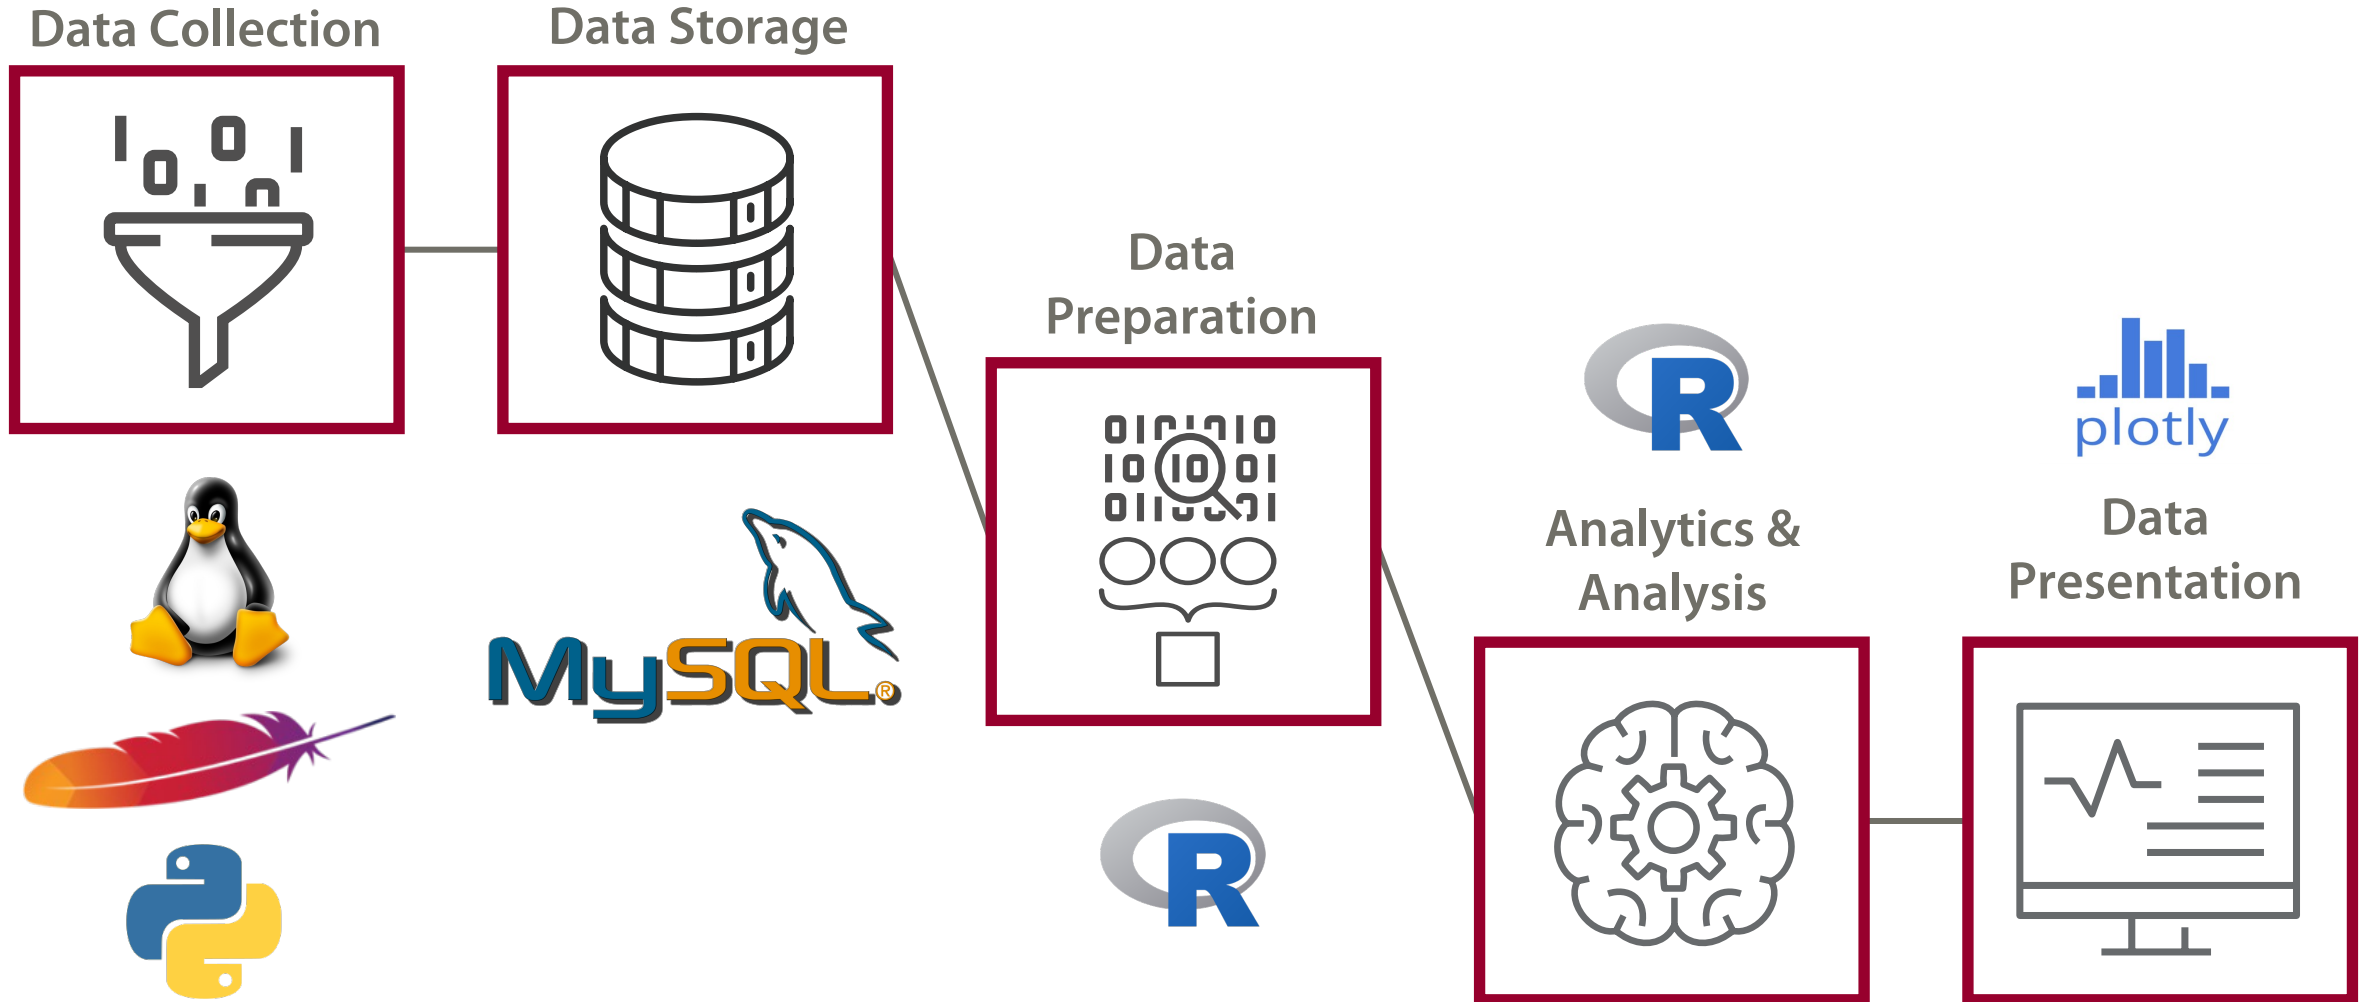 Data Collection
Data Storage
Data
Preparation
MySQL®
R
R
Analytics &
Analysis
plotly
Data
Presentation